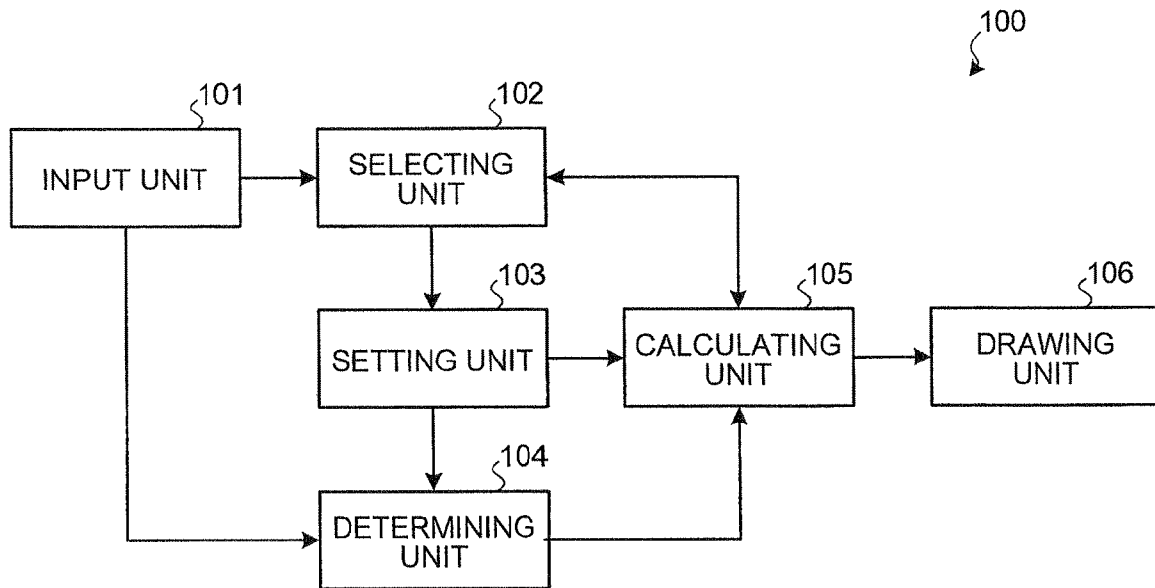 100
101
INPUT UNIT
102
SELECTING
UNIT
103
SETTING UNIT
105
CALCULATING
UNIT
106
DRAWING
UNIT
104
DETERMINING
UNIT